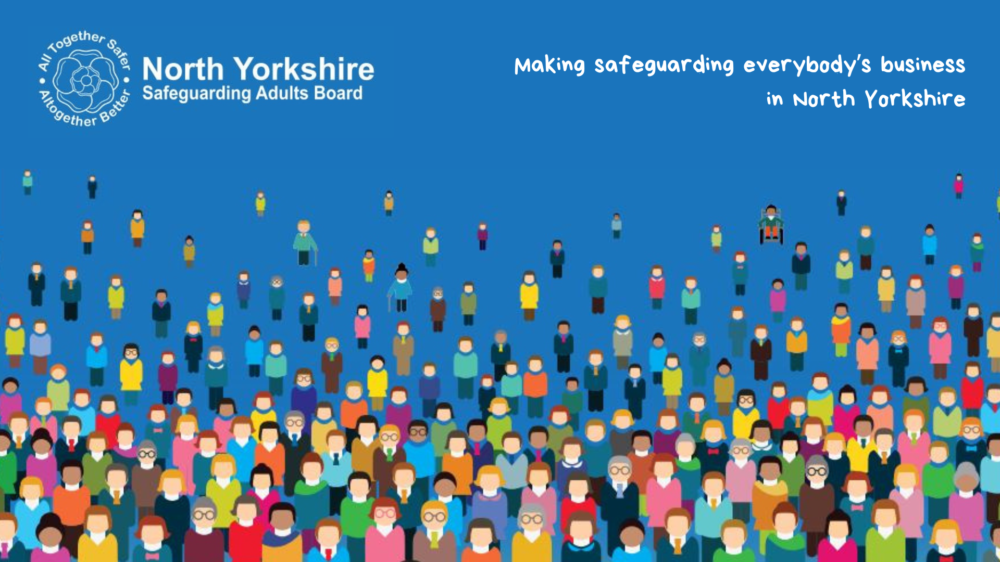 All Together Safer
Altogether Better
North Yorkshire
Safeguarding Adults Board
Making safeguarding everybody's business
in North Yorkshire